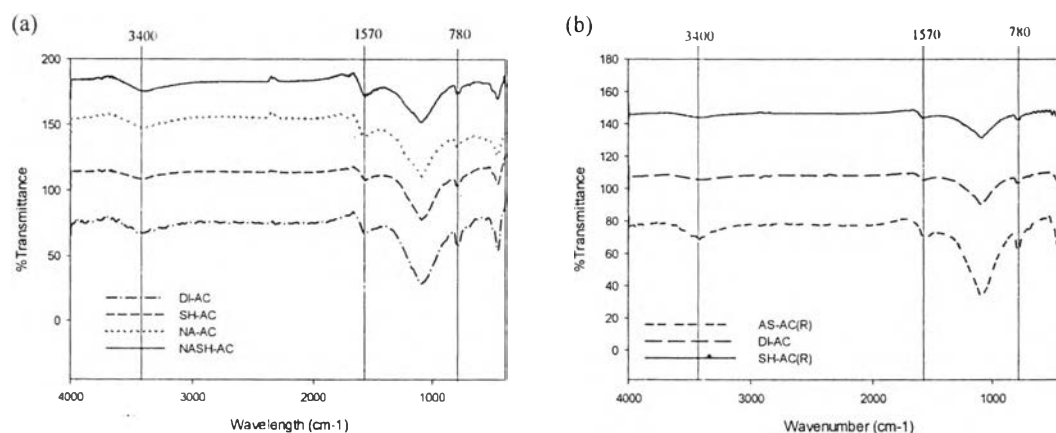 (a)
3400 1570 780
200
150
100
50
0
%Transmittance
DI-AC
SH-AC
NA-AC
NASH-AC
4000 3000 2000 1000
Wavelength (cm-1)
(b)
3400 1570 780
180
160
140
120
100
80
60
40
20
0
%Transmittance
AS-AC(R)
DI-AC
SH-AC(R)
4000 3000 2000 1000
Wavenumber (cm-1)